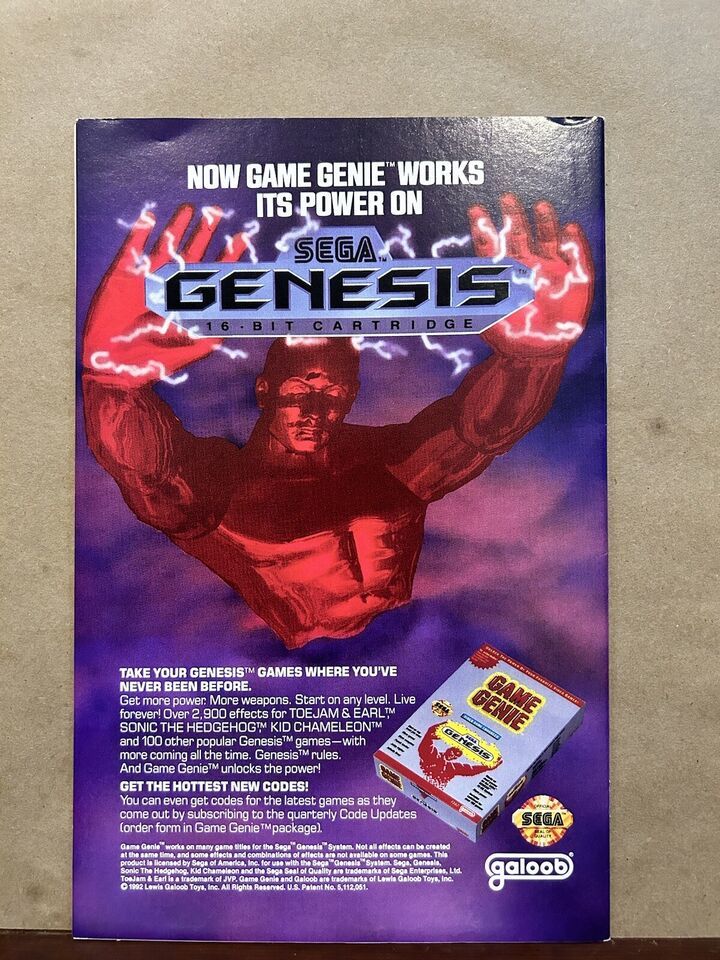 NOW GAME GENIE™ WORKS
ITS POWER ON
SEGA™
GENESIS™
16-BIT CARTRIDGE
TAKE YOUR GENESIS™ GAMES WHERE YOU'VE
NEVER BEEN BEFORE.
Get more power. More weapons. Start on any level. Live
forever! Over 2,900 effects for TOEJAM & EARL,™
SONIC THE HEDGEHOG,™ KID CHAMELEON™
and 100 other popular Genesis™ games—with
more coming all the time. Genesis™ rules.
And Game Genie™ unlocks the power!
GET THE HOTTEST NEW CODES!
You can even get codes for the latest games as they
come out by subscribing to the quarterly Code Updates
(order form in Game Genie™ package).
Game Genie™ works on many game titles for the Sega™ Genesis™ System. Not all effects can be created
at the same time, and some effects and combinations of effects are not available on some games. This
product is licensed by Sega of America, Inc. for use with the Sega™ Genesis™ System. Sega, Genesis,
Sonic The Hedgehog, Kid Chameleon and the Sega Seal of Quality are trademarks of Sega Enterprises, Ltd.
ToeJam & Earl is a trademark of JVP. Game Genie and Galoob are trademarks of Lewis Galoob Toys, Inc.
© 1992 Lewis Galoob Toys, Inc. All Rights Reserved. U.S. Patent No. 5,112,051.
GAME
GENIE
GENESIS
galoob
OFFICIAL
SEGA
SEAL OF
QUALITY
galoob®